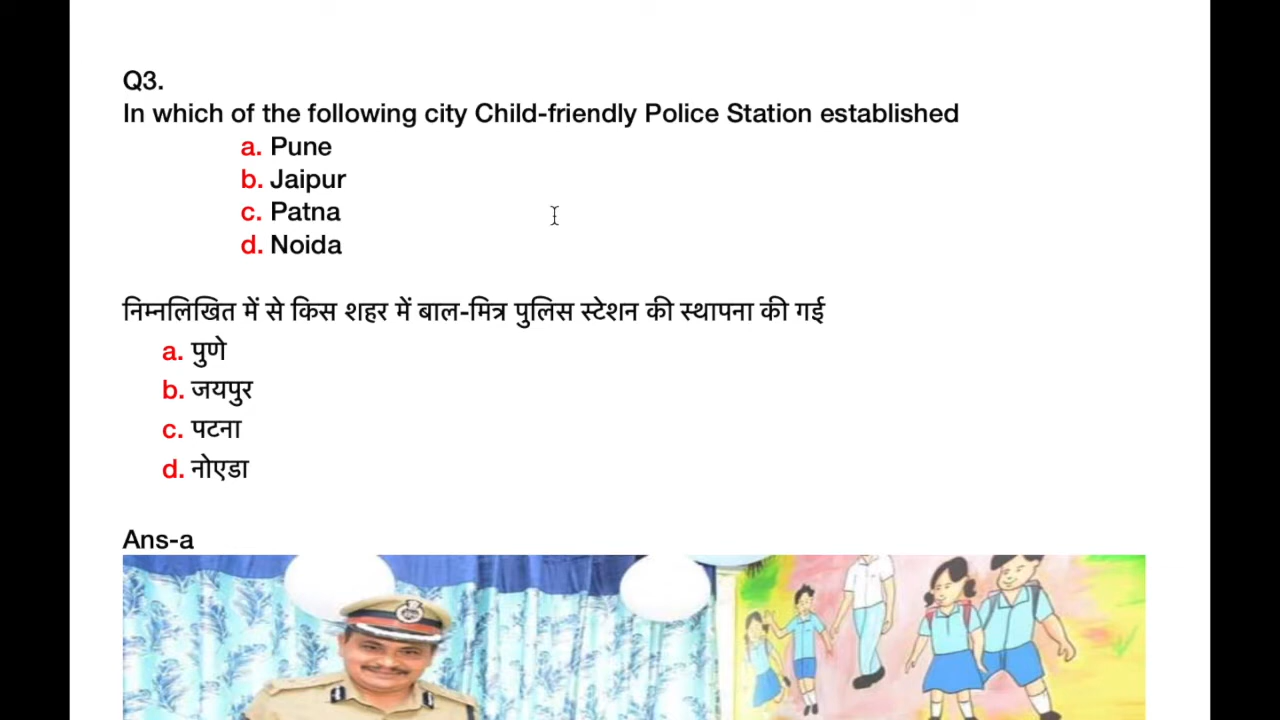 Q3.
In which of the following city Child-friendly Police Station established
a. Pune
b. Jaipur
c. Patna
d. Noida
निम्नलिखित में से किस शहर में बाल-मित्र पुलिस स्टेशन की स्थापना की गई
a. पुणे
b. जयपुर
c. पटना
d. नोएडा
Ans-a